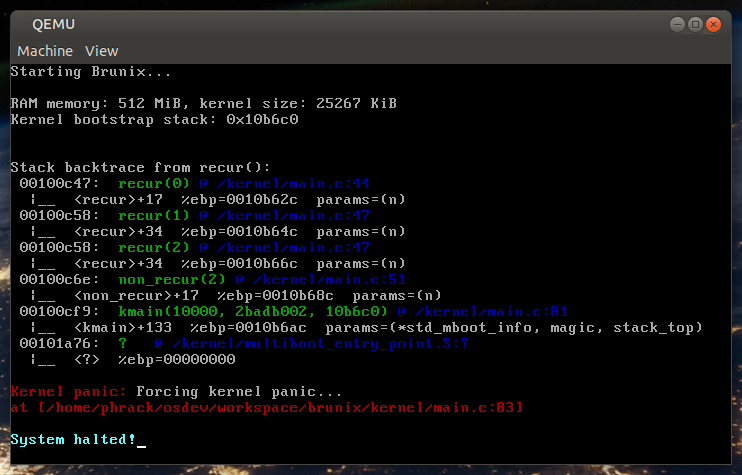 QEMU
Machine View
Starting Brunix...
RAM memory: 512 MiB, kernel size: 25267 KiB
Kernel bootstrap stack: 0x10b6c0
Stack backtrace from recur():
00100c47: recur(0) @ /kernel/main.c:44
|__ <recur>+17 %ebp=0010b62c params=(n)
00100c58: recur(1) @ /kernel/main.c:47
|__ <recur>+34 %ebp=0010b64c params=(n)
00100c58: recur(2) @ /kernel/main.c:47
|__ <recur>+34 %ebp=0010b66c params=(n)
00100c6e: non_recur(2) @ /kernel/main.c:51
|__ <non_recur>+17 %ebp=0010b68c params=(n)
00100cf9: kmain(10000, 2badb002, 10b6c0) @ /kernel/main.c:81
|__ <kmain>+133 %ebp=0010b6ac params=(*std_mboot_info, magic, stack_top)
00101a76: ? @ /kernel/multiboot_entry_point.S:?
|__ <?> %ebp=00000000
Kernel panic: Forcing kernel panic...
at [/home/phrack/osdev/workspace/brunix/kernel/main.c:83]
System halted!